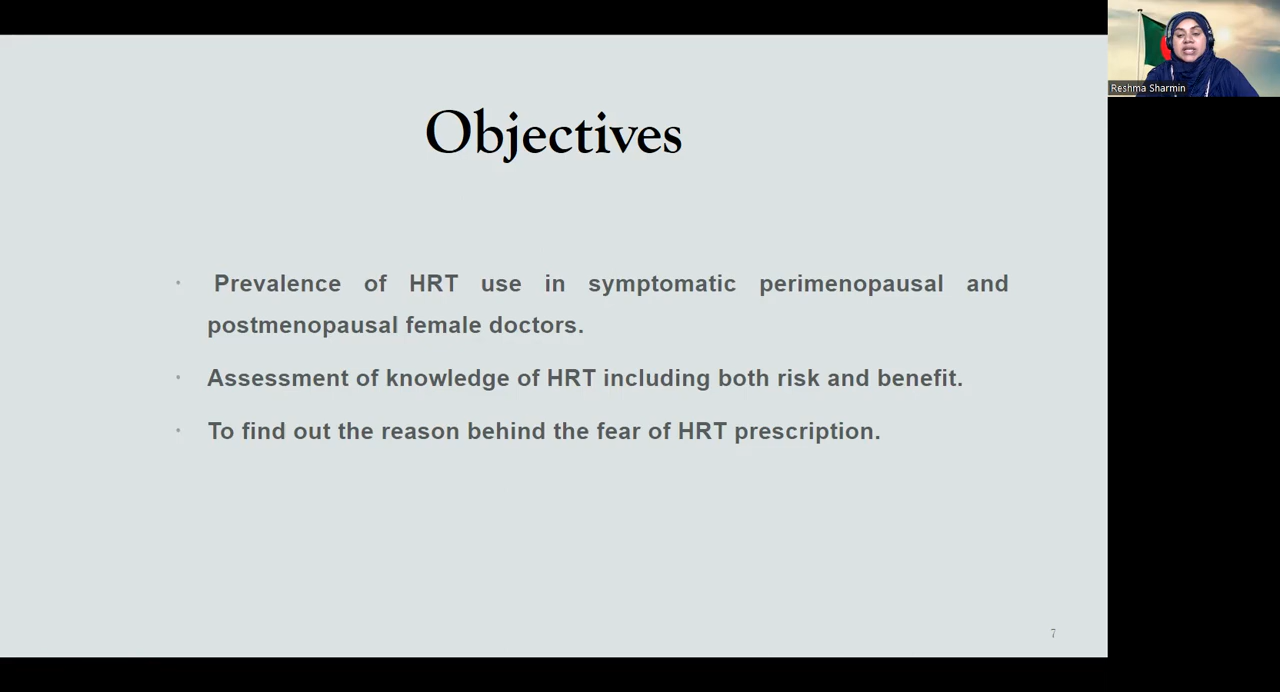 Objectives
· Prevalence of HRT use in symptomatic perimenopausal and
postmenopausal female doctors.
· Assessment of knowledge of HRT including both risk and benefit.
· To find out the reason behind the fear of HRT prescription.
7
Reshma Sharmin